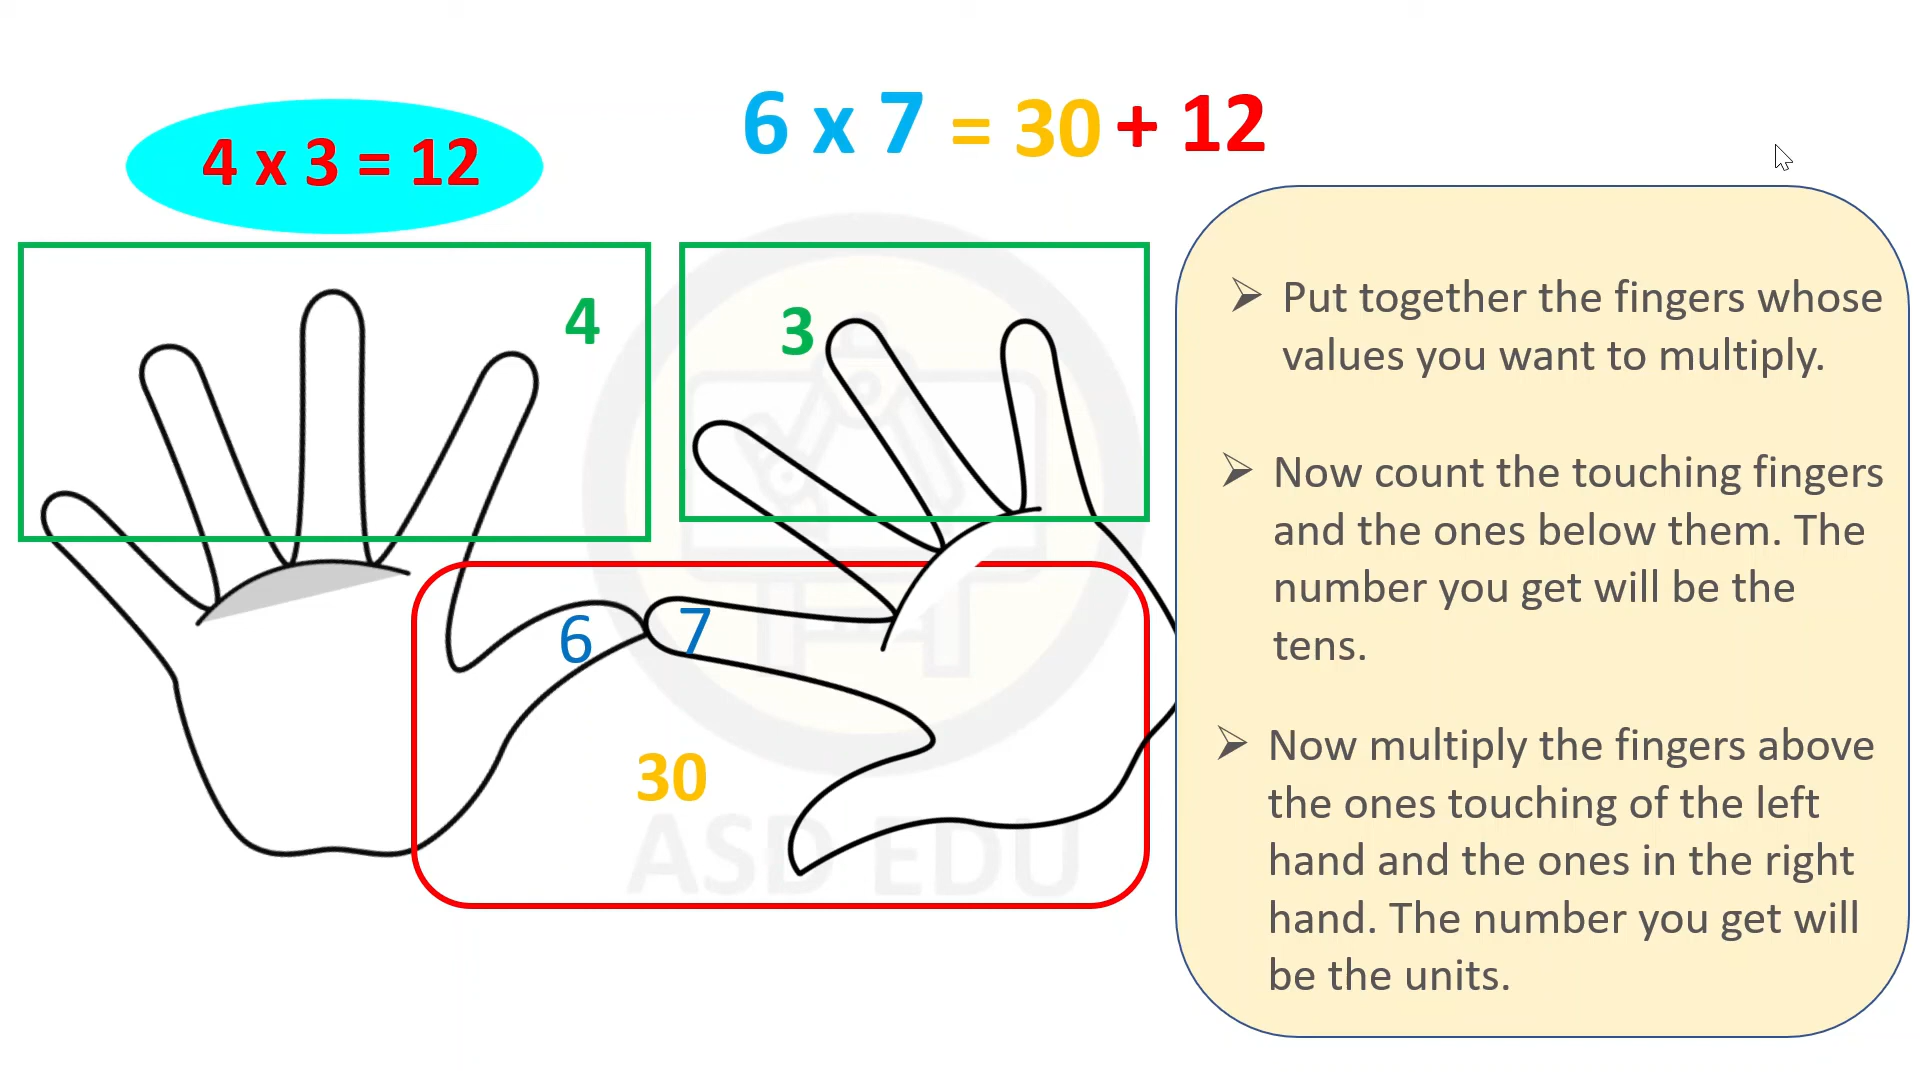 6 x 7 = 30 + 12
4 x 3 = 12
4
3
6
7
30
ASD EDU
➢ Put together the fingers whose
values you want to multiply.
➢ Now count the touching fingers
and the ones below them. The
number you get will be the
tens.
➢ Now multiply the fingers above
the ones touching of the left
hand and the ones in the right
hand. The number you get will
be the units.